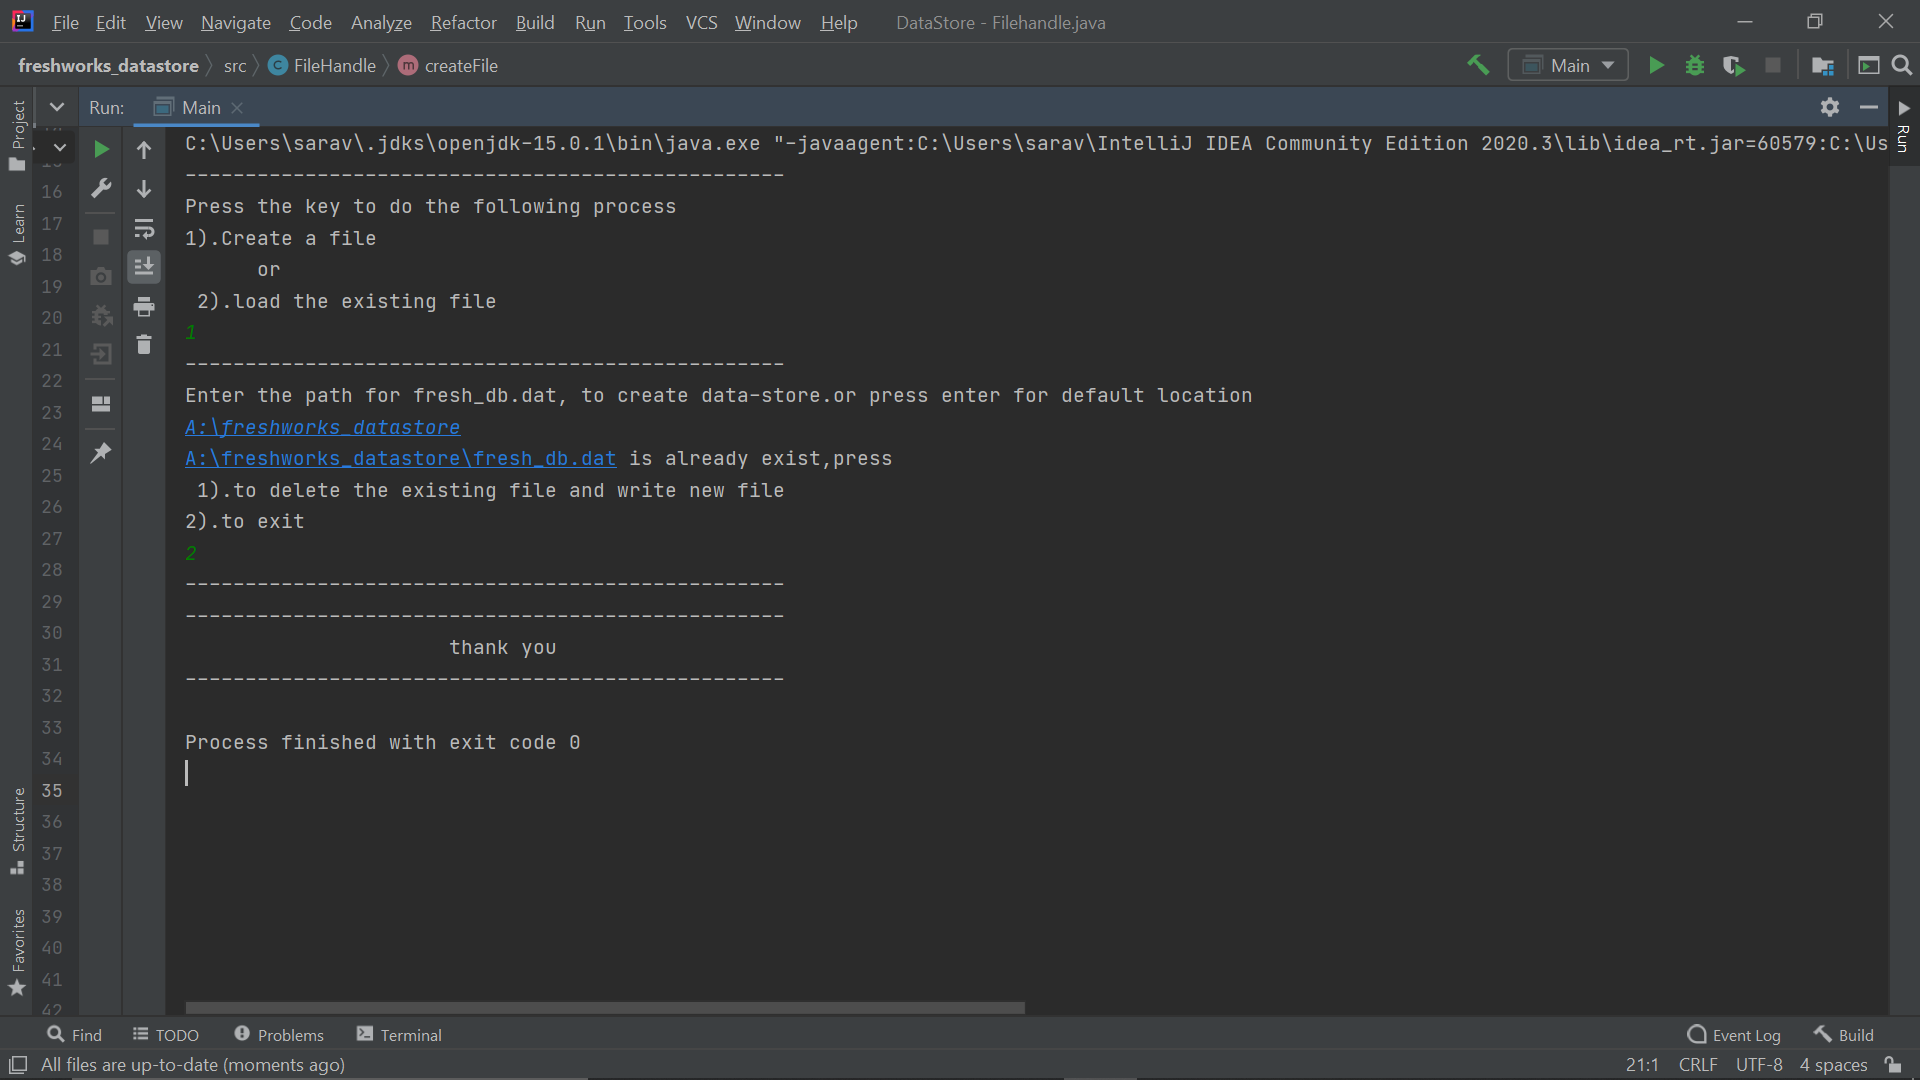 File Edit View Navigate Code Analyze Refactor Build Run Tools VCS Window Help DataStore - Filehandle.java
freshworks_datastore src FileHandle createFile Main
Run: Main
C:\Users\sarav\.jdks\openjdk-15.0.1\bin\java.exe "-javaagent:C:\Users\sarav\IntelliJ IDEA Community Edition 2020.3\lib\idea_rt.jar=60579:C:\Us
--------------------------------------------------
Press the key to do the following process
1).Create a file
or
2).load the existing file
1
--------------------------------------------------
Enter the path for fresh_db.dat, to create data-store.or press enter for default location
A:\freshworks_datastore
A:\freshworks_datastore\fresh_db.dat is already exist,press
1).to delete the existing file and write new file
2).to exit
2
--------------------------------------------------
--------------------------------------------------
thank you
--------------------------------------------------
Process finished with exit code 0
Project
Learn
Structure
Favorites
16
17
18
19
20
21
22
23
24
25
26
27
28
29
30
31
32
33
34
35
36
37
38
39
40
41
42
Run
Find TODO Problems Terminal Event Log Build
All files are up-to-date (moments ago) 21:1 CRLF UTF-8 4 spaces